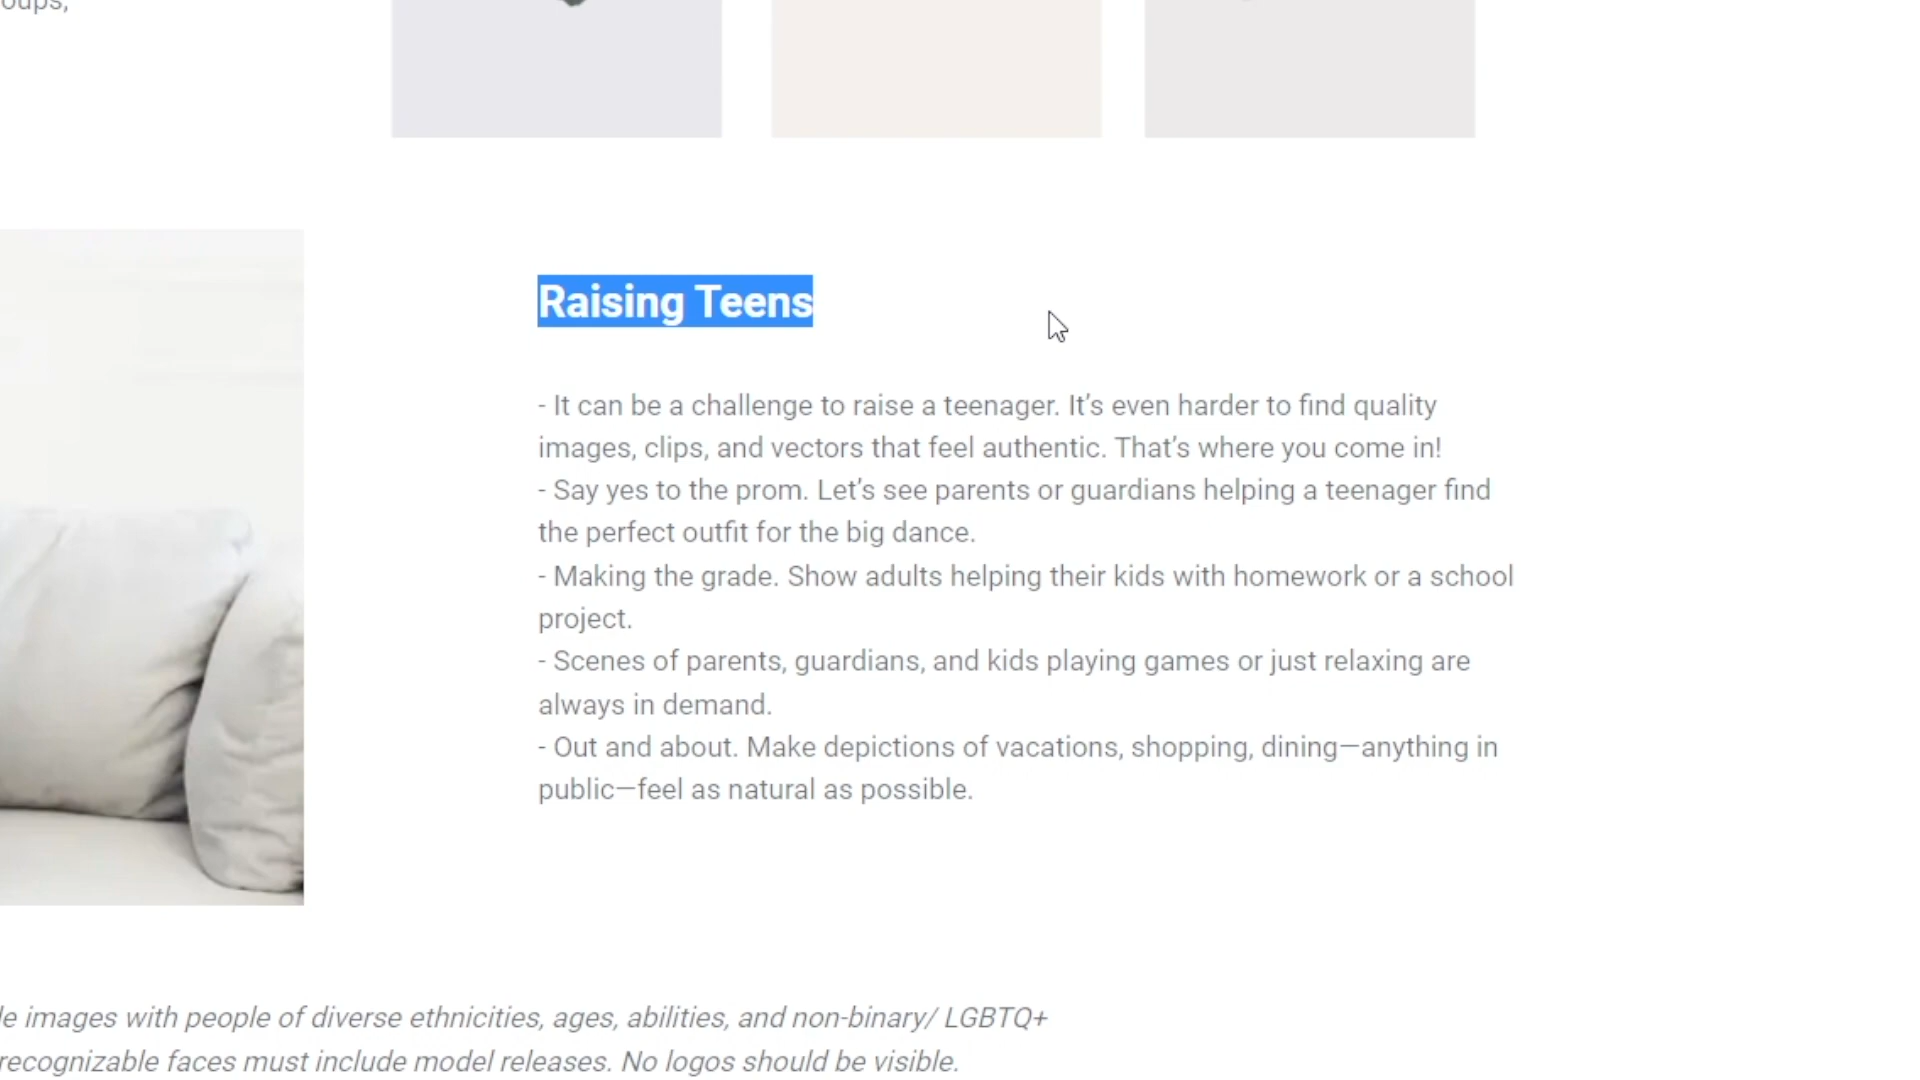 Raising Teens
- It can be a challenge to raise a teenager. It’s even harder to find quality
images, clips, and vectors that feel authentic. That’s where you come in!
- Say yes to the prom. Let’s see parents or guardians helping a teenager find
the perfect outfit for the big dance.
- Making the grade. Show adults helping their kids with homework or a school
project.
- Scenes of parents, guardians, and kids playing games or just relaxing are
always in demand.
- Out and about. Make depictions of vacations, shopping, dining—anything in
public—feel as natural as possible.
images with people of diverse ethnicities, ages, abilities, and non-binary/ LGBTQ+
recognizable faces must include model releases. No logos should be visible.